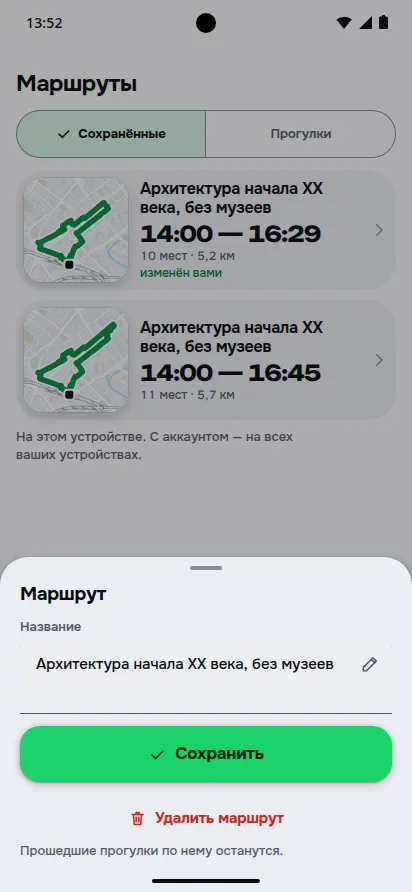 13:52
Маршруты
Сохранённые
Прогулки
Архитектура начала XX
века, без музеев
14:00 — 16:29
10 мест · 5,2 км
изменён вами
Архитектура начала XX
века, без музеев
14:00 — 16:45
11 мест · 5,7 км
На этом устройстве. С аккаунтом — на всех
ваших устройствах.
Маршрут
Название
Архитектура начала XX века, без музеев
Сохранить
Удалить маршрут
Прошедшие прогулки по нему останутся.